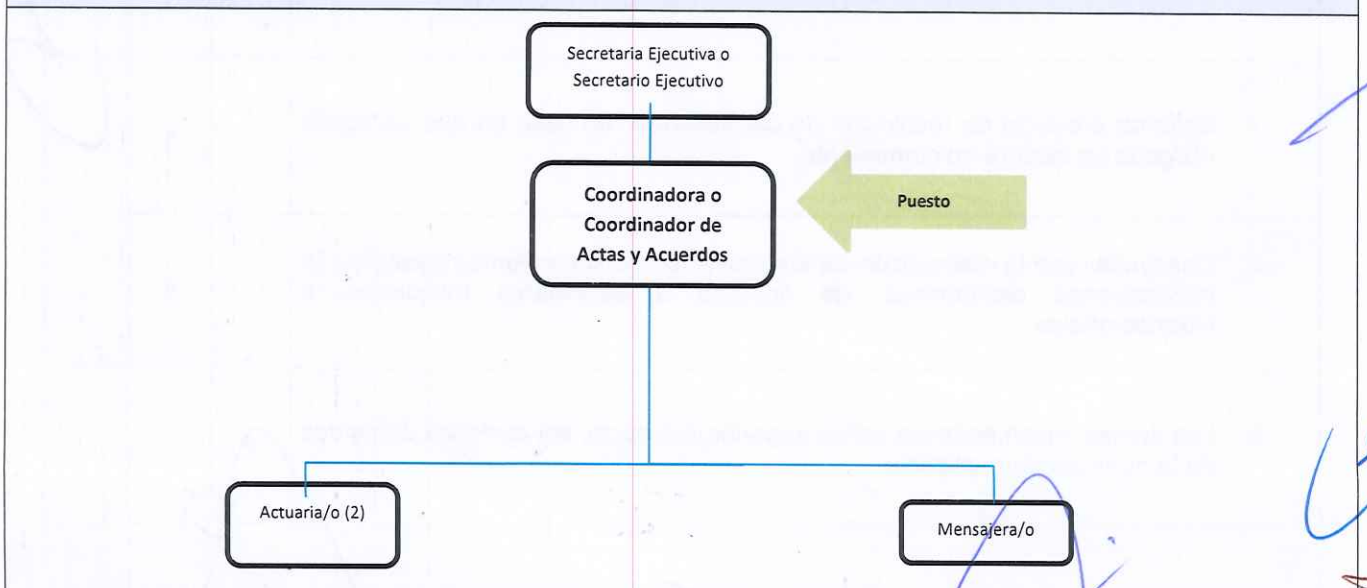 Secretaria Ejecutiva o
Secretario Ejecutivo
Coordinadora o
Coordinador de
Actas y Acuerdos
Puesto
Actuaria/o (2)
Mensajera/o